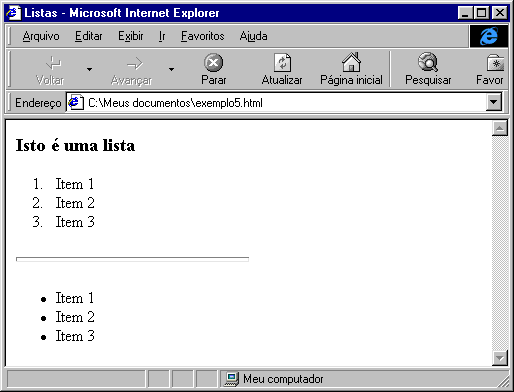 Listas - Microsoft Internet Explorer
Arquivo Editar Exibir Ir Favoritos Ajuda
Voltar Avançar Parar Atualizar Página inicial Pesquisar Favor
Endereço C:\Meus documentos\exemplo5.html
Isto é uma lista
1. Item 1
2. Item 2
3. Item 3
• Item 1
• Item 2
• Item 3
Meu computador